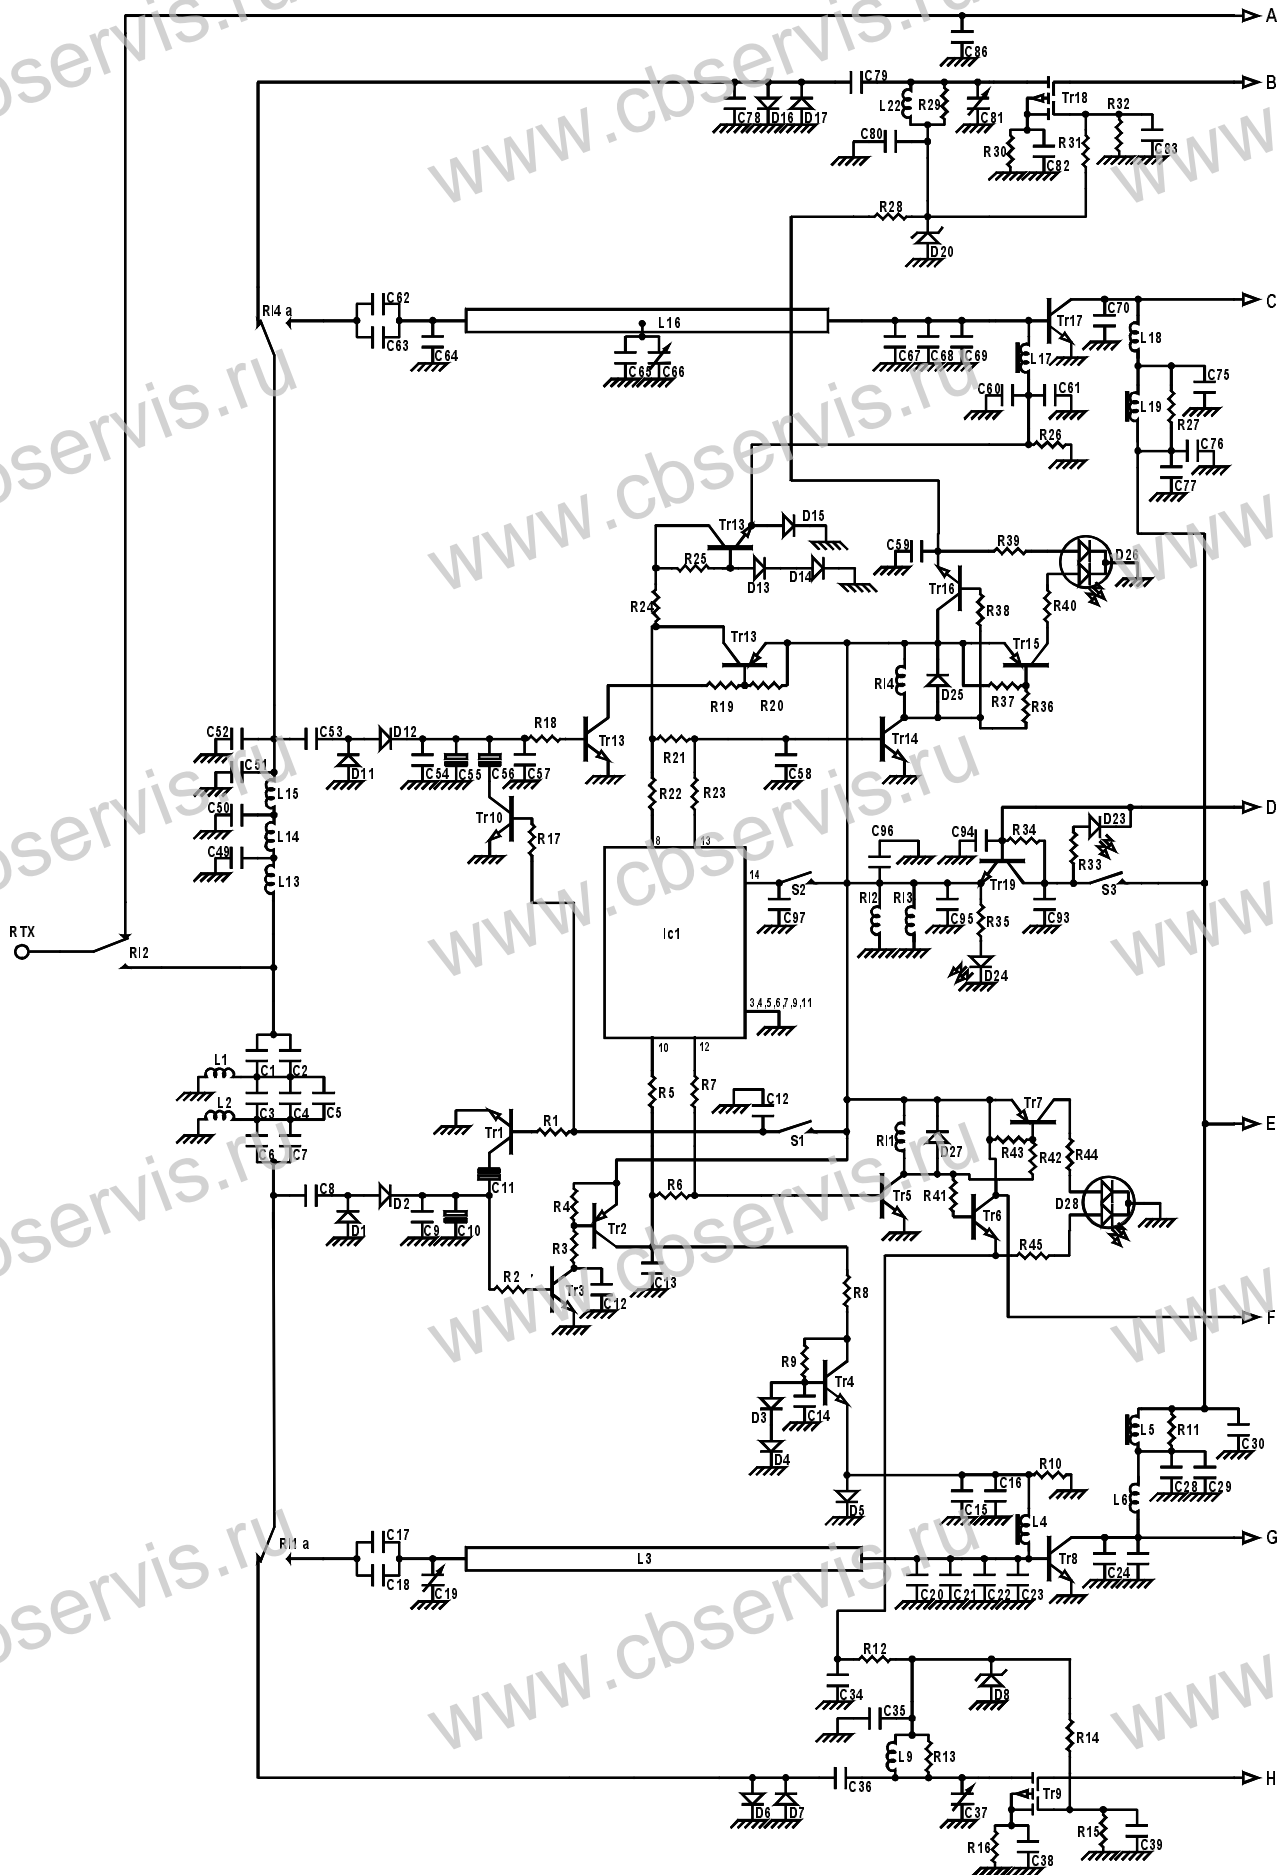 A
C86
B
C79
L22
R29
C81
Tr18
R32
C78
D16
D17
C80
R30
C82
R31
C83
R28
D20
Rl4 a
C62
C63
C64
L16
C65
C66
C67
C68
C69
Tr17
C70
C
L18
L17
C60
C61
C75
L19
R27
R26
C76
C77
Tr13
D15
R25
D13
D14
C59
R39
D26
Tr16
R38
R40
R24
Tr13
Tr15
Rl4
D25
R37
R36
R19
R20
C52
C53
D12
R18
Tr13
R21
Tr14
C51
D11
C54
C55
C56
C57
C58
L15
R22
R23
C50
L14
Tr10
R17
C49
L13
8
13
14
S2
C97
C96
C94
R34
D23
D
R33
Tr19
S3
Rl2
Rl3
C95
R35
C93
D24
Ic1
RTX
Rl2
3,4,5,6,7,9,11
10
12
L1
C1
C2
L2
C3
C4
C5
C6
C7
R5
R7
C12
S1
Tr1
R1
Rl1
D27
Tr7
R43
R42
R44
E
C8
D2
C11
R4
R6
Tr5
R41
Tr6
D28
D1
C9
C10
Tr2
R3
R45
R2
Tr3
C12
C13
R8
F
R9
Tr4
D3
C14
D4
L5
R11
C30
C28
C29
L6
R10
C16
C15
D5
L4
Rl1 a
C17
C18
C19
L3
C20
C21
C22
C23
Tr8
C24
G
R12
C34
D8
C35
R14
L9
R13
C36
H
D6
D7
C37
Tr9
R16
C38
R15
C39
www.cbservis.ru